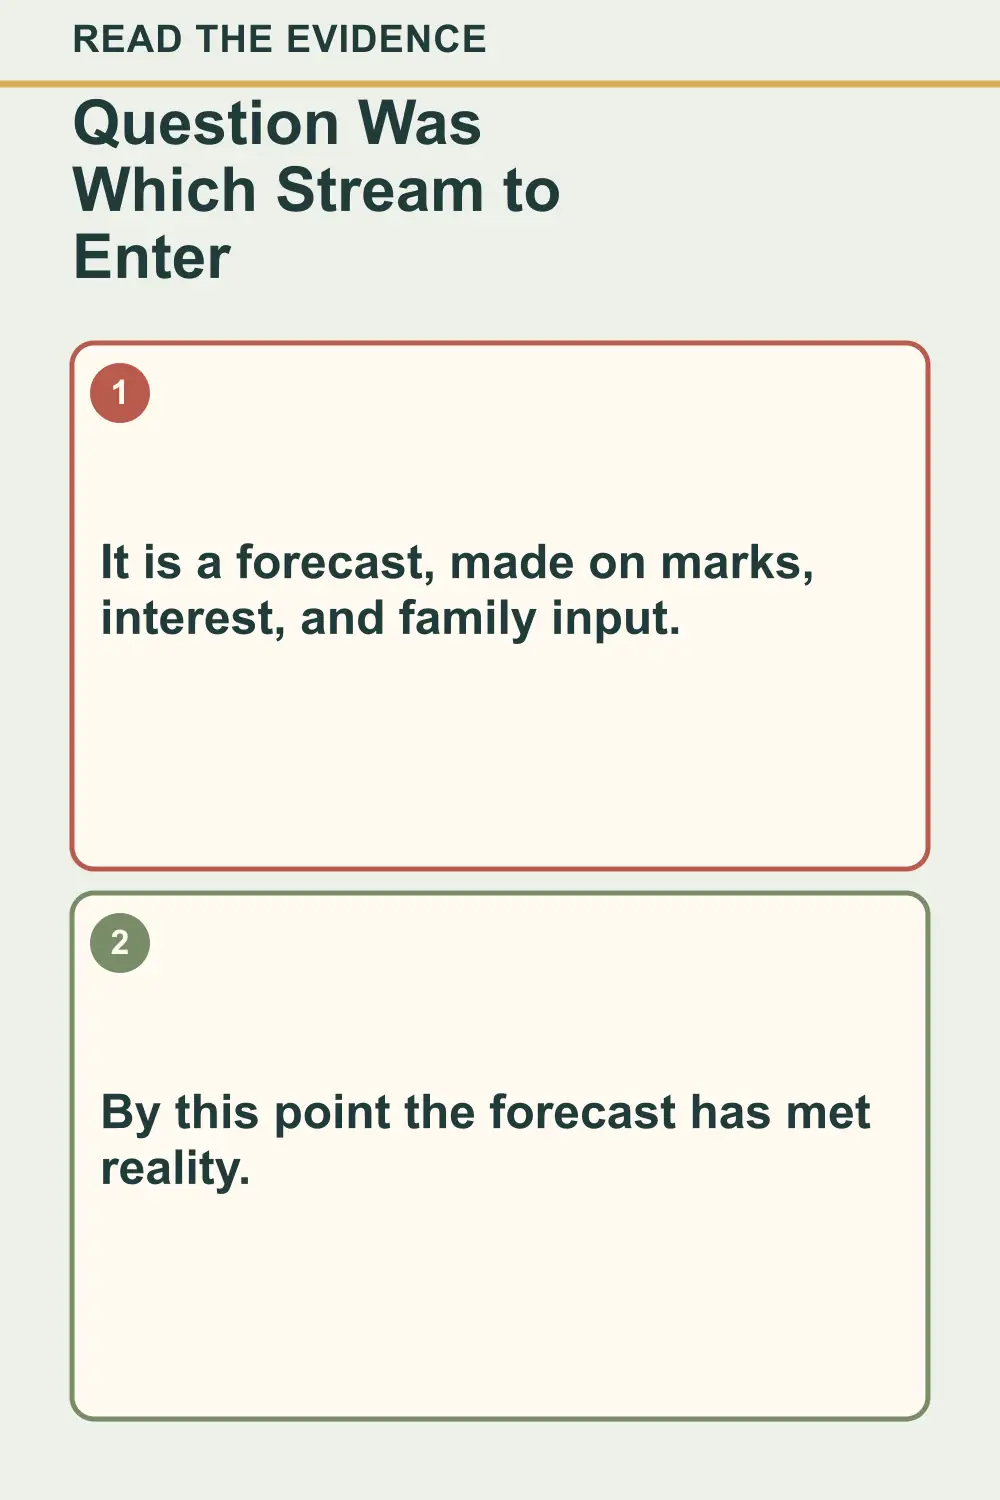 READ THE EVIDENCE
Question Was
Which Stream to
Enter
1
It is a forecast, made on marks,
interest, and family input.
2
By this point the forecast has met
reality.